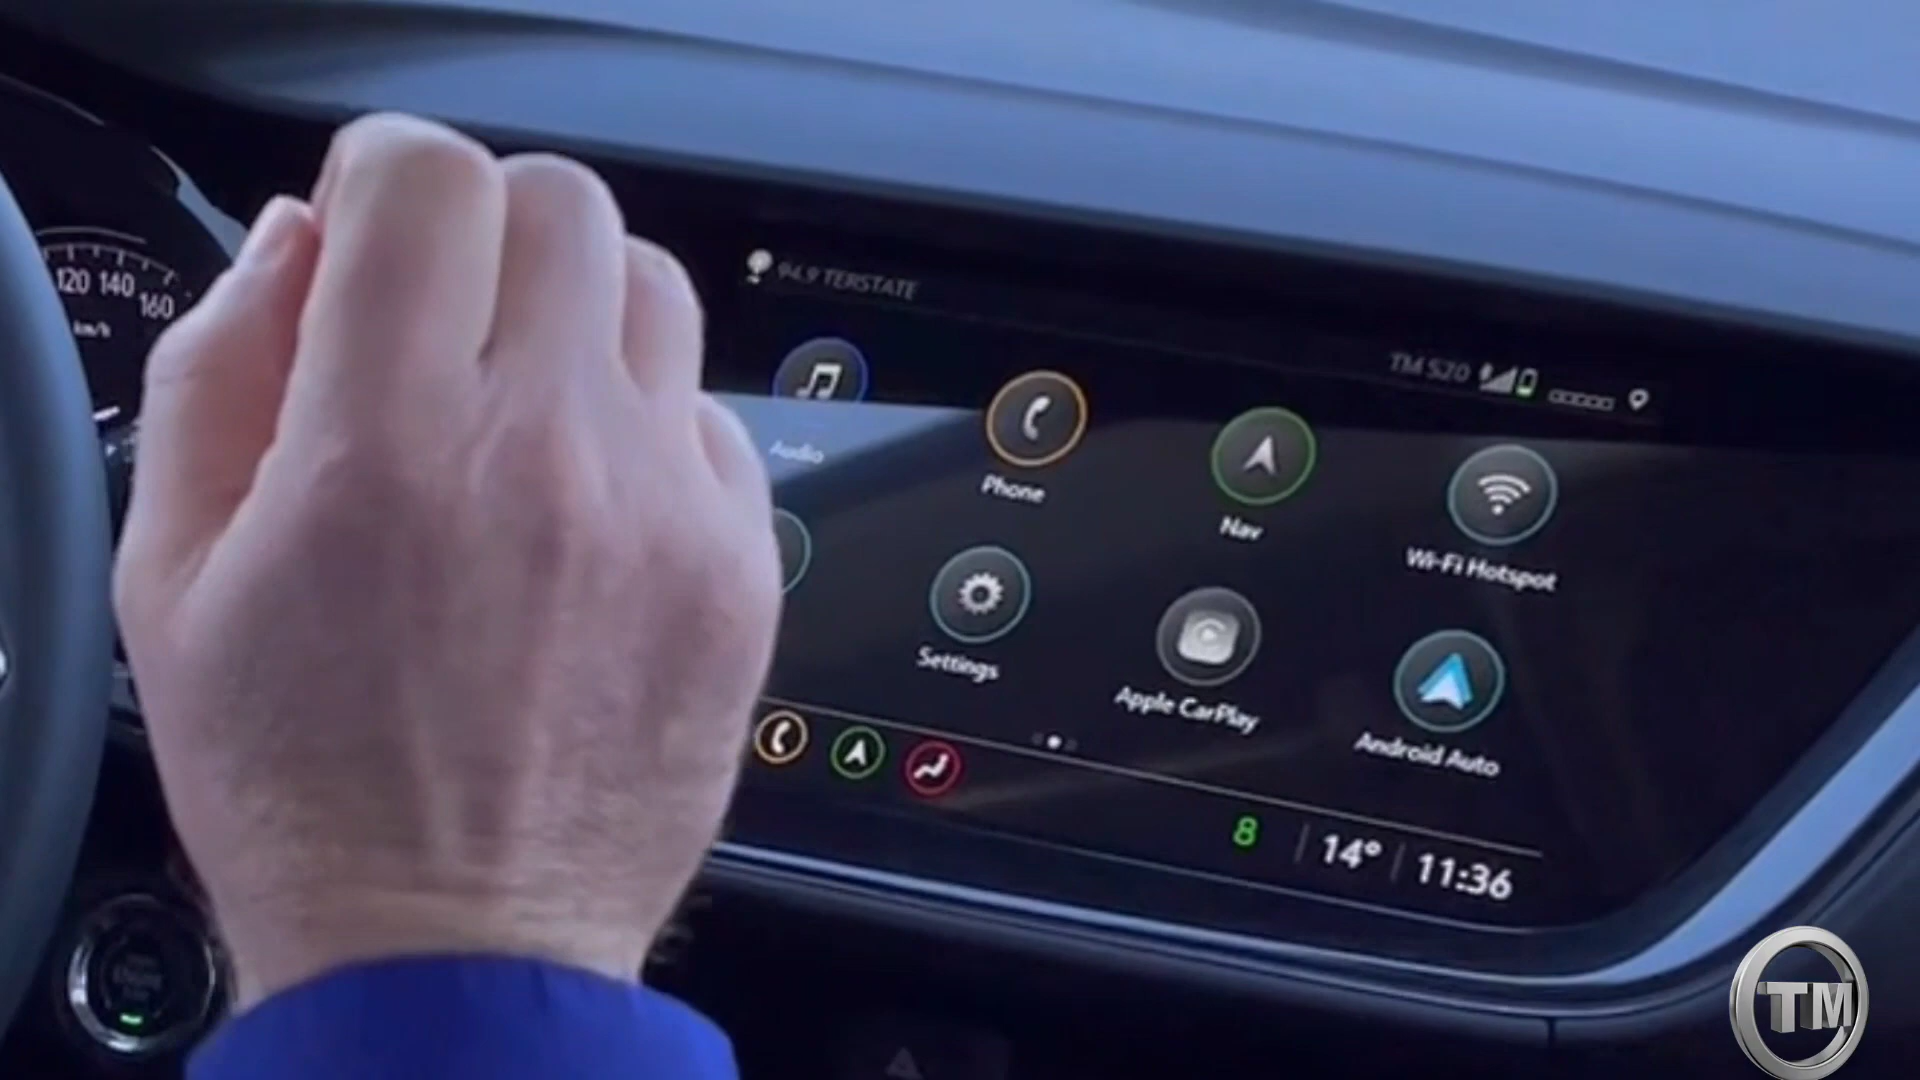 120 140 160
km/h
94.9 TERSTATE
TM 520
Audio
Phone
Nav
Wi-Fi Hotspot
Settings
Apple CarPlay
Android Auto
8
14°
11:36
TM